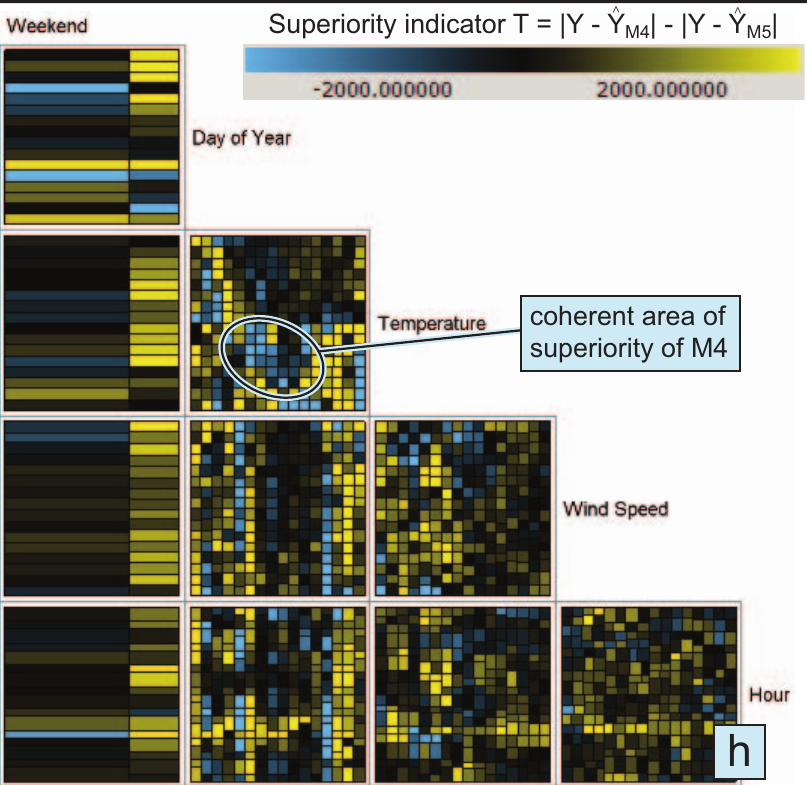 Weekend
Superiority indicator T = |Y - Ŷ_M4| - |Y - Ŷ_M5|
-2000.000000 2000.000000
Day of Year
Temperature
coherent area of
superiority of M4
Wind Speed
Hour
h